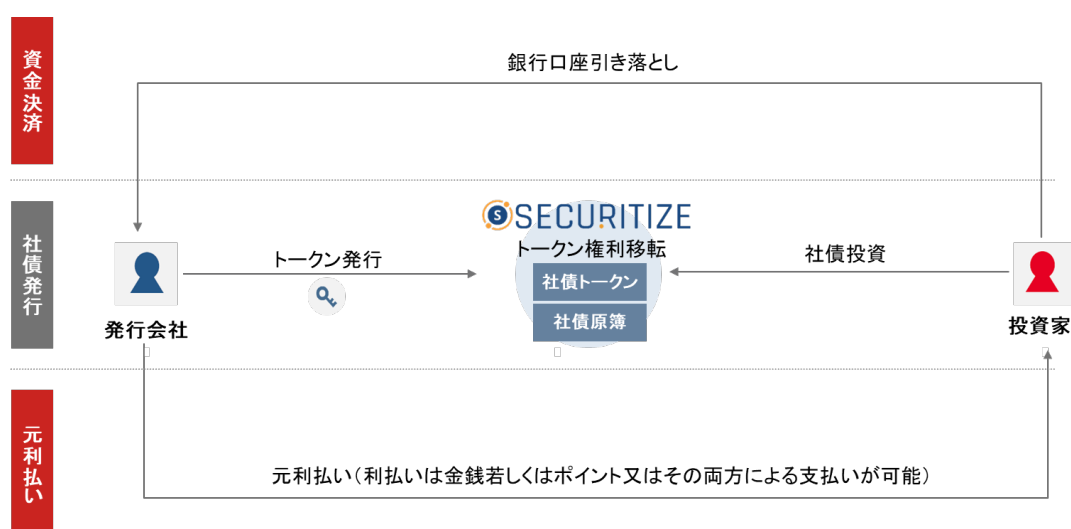 資金決済
銀行口座引き落とし
社債発行
SECURITIZE
トークン権利移転
トークン発行
社債投資
社債トークン
社債原簿
発行会社
投資家
元利払い
元利払い（利払いは金銭若しくはポイント又はその両方による支払いが可能）